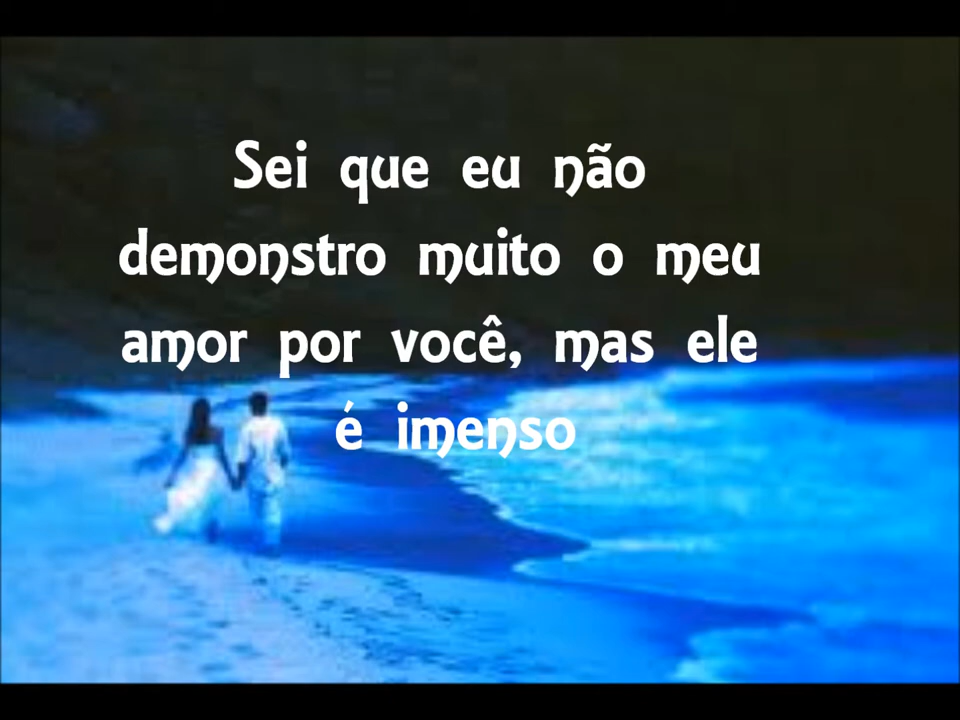 Sei que eu não
demonstro muito o meu
amor por você, mas ele
é imenso